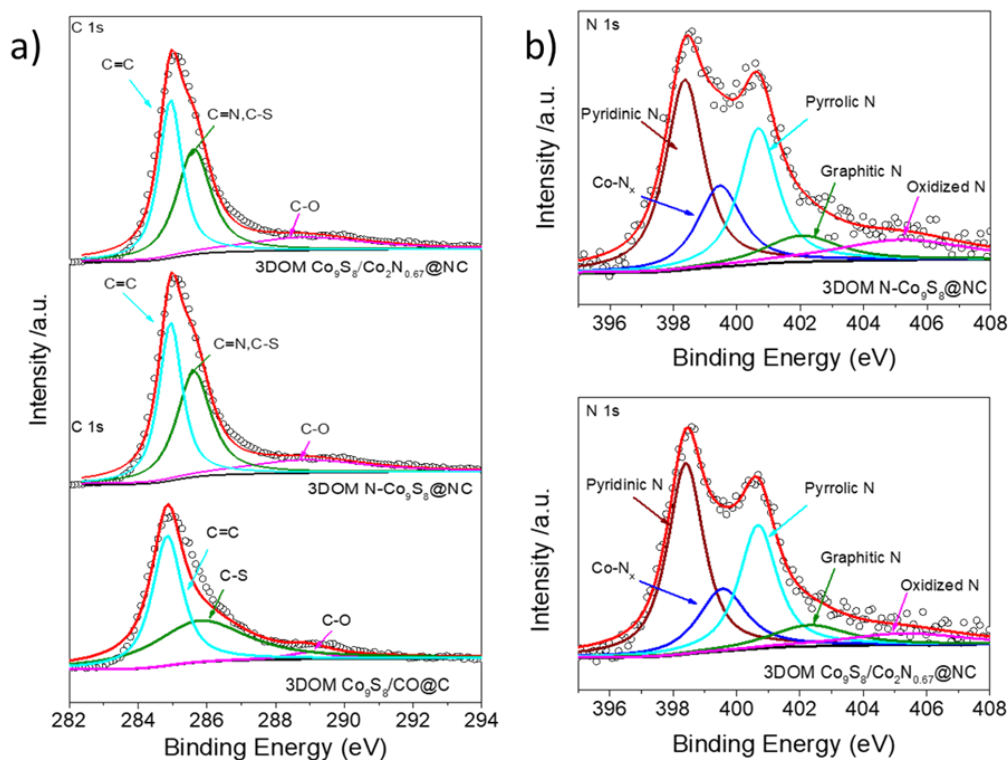 a)
C 1s
C=C
C=N,C-S
C-O
3DOM Co₉S₈/Co₂N₀.₆₇@NC
C=C
C=N,C-S
C-O
C 1s
3DOM N-Co₉S₈@NC
C=C
C-S
C-O
3DOM Co₉S₈/CO@C
Intensity /a.u.
282 284 286 288 290 292 294
Binding Energy (eV)
b)
N 1s
Pyridinic N
Pyrrolic N
Co-Nₓ
Graphitic N
Oxidized N
3DOM N-Co₉S₈@NC
Intensity /a.u.
396 398 400 402 404 406 408
Binding Energy (eV)
N 1s
Pyridinic N
Pyrrolic N
Co-Nₓ
Graphitic N
Oxidized N
3DOM Co₉S₈/Co₂N₀.₆₇@NC
Intensity /a.u.
396 398 400 402 404 406 408
Binding Energy (eV)